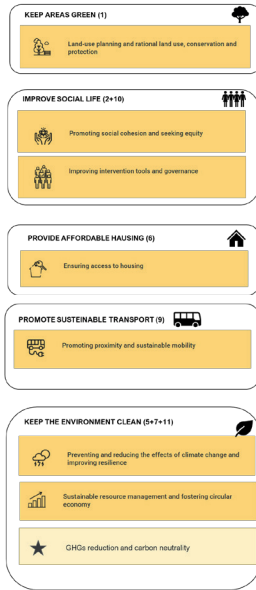 KEEP AREAS GREEN (1)
Land-use planning and rational land use, conservation and
protection
IMPROVE SOCIAL LIFE (2+10)
Promoting social cohesion and seeking equity
Improving intervention tools and governance
PROVIDE AFFORDABLE HAUSING (6)
Ensuring access to housing
PROMOTE SUSTAINABLE TRANSPORT (9)
Promoting proximity and sustainable mobility
KEEP THE ENVIRONMENT CLEAN (5+7+11)
Preventing and reducing the effects of climate change and
improving resilience
Sustainable resource management and fostering circular
economy
GHGs reduction and carbon neutrality